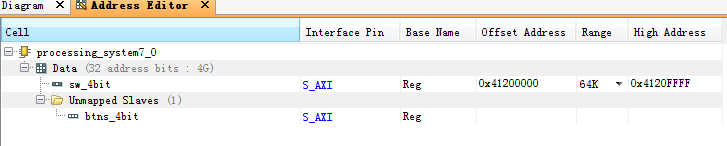 Diagram × Address Editor ×
Cell Interface Pin Base Name Offset Address Range High Address
processing_system7_0
Data (32 address bits : 4G)
sw_4bit S_AXI Reg 0x41200000 64K 0x4120FFFF
Unmapped Slaves (1)
btns_4bit S_AXI Reg